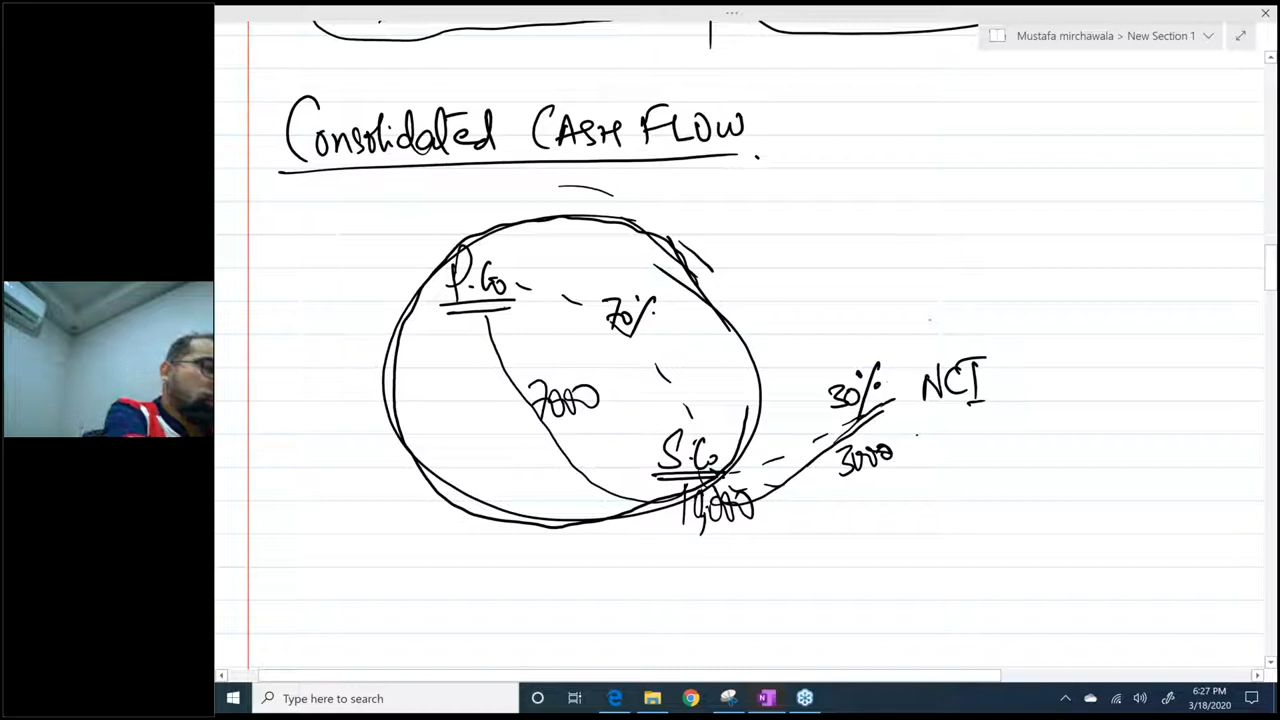 Mustafa mirchawala > New Section 1
Consolidated CASH FLOW.
P.Co
70%
7000
30% NCI
S.Co
3000
10,000
Type here to search
6:27 PM
3/18/2020